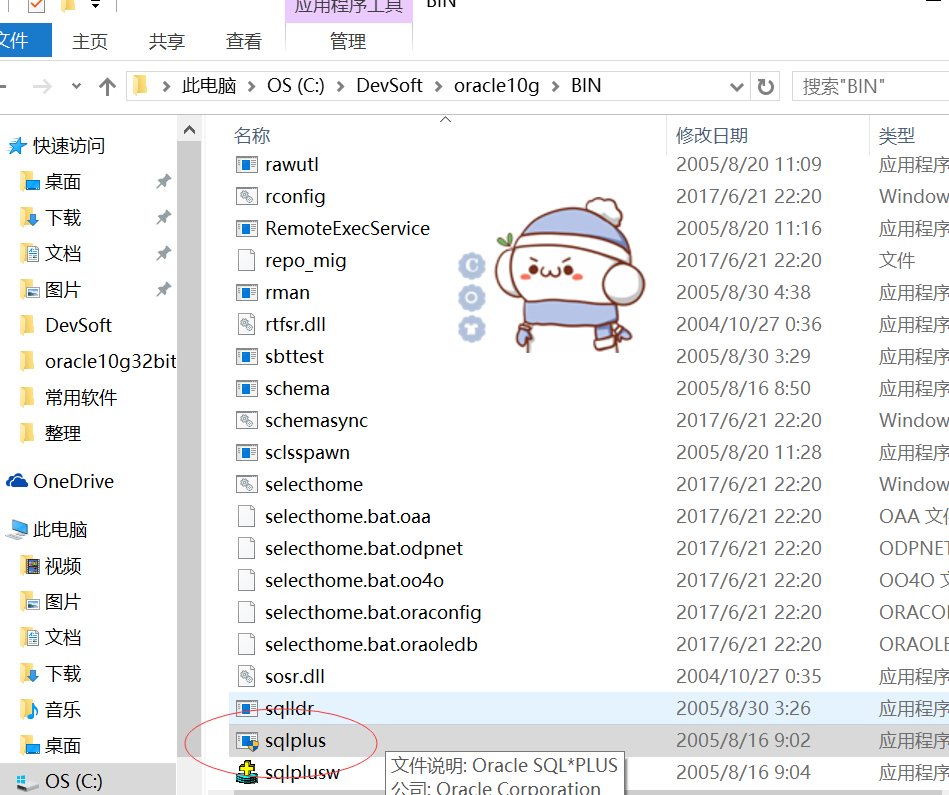 应用程序工具 BIN
文件 主页 共享 查看 管理
此电脑 OS (C:) DevSoft oracle10g BIN 搜索"BIN"
名称 修改日期 类型
快速访问
桌面
下载
文档
图片
DevSoft
oracle10g32bit
常用软件
整理
OneDrive
此电脑
视频
图片
文档
下载
音乐
桌面
OS (C:)
rawutl 2005/8/20 11:09 应用程序
rconfig 2017/6/21 22:20 Window
RemoteExecService 2005/8/20 11:16 应用程序
repo_mig 2017/6/21 22:20 文件
rman 2005/8/30 4:38 应用程序
rtfsr.dll 2004/10/27 0:36 应用程序
sbttest 2005/8/30 3:29 应用程序
schema 2005/8/16 8:50 应用程序
schemasync 2017/6/21 22:20 Window
sclsspawn 2005/8/20 11:28 应用程序
selecthome 2017/6/21 22:20 Window
selecthome.bat.oaa 2017/6/21 22:20 OAA 文件
selecthome.bat.odpnet 2017/6/21 22:20 ODPNET
selecthome.bat.oo4o 2017/6/21 22:20 OO4O 文
selecthome.bat.oraconfig 2017/6/21 22:20 ORACO
selecthome.bat.oraoledb 2017/6/21 22:20 ORAOLE
sosr.dll 2004/10/27 0:35 应用程序
sqlldr 2005/8/30 3:26 应用程序
sqlplus 2005/8/16 9:02 应用程序
sqlplusw 2005/8/16 9:04 应用程序
文件说明: Oracle SQL*PLUS
公司: Oracle Corporation
C